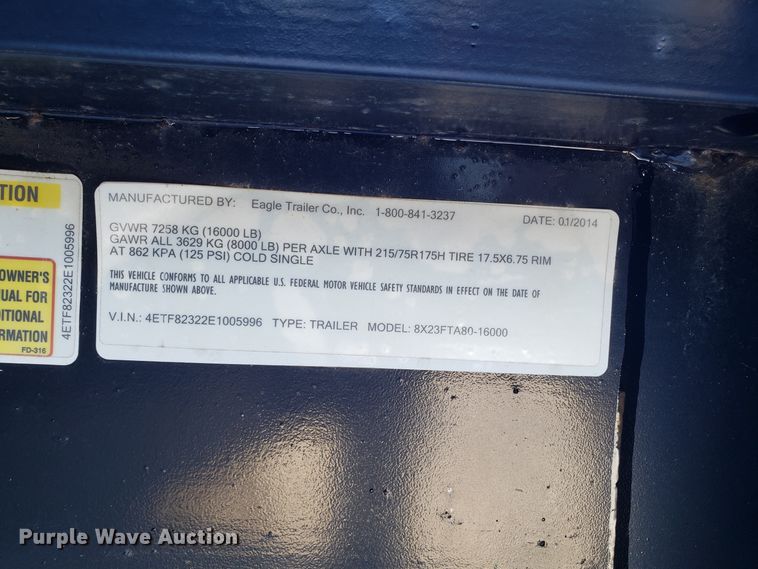 TION
OWNER'S
UAL FOR
DITIONAL
RMATION
FD-316
4ETF82322E1005996
MANUFACTURED BY: Eagle Trailer Co., Inc. 1-800-841-3237
DATE: 01/2014
GVWR 7258 KG (16000 LB)
GAWR ALL 3629 KG (8000 LB) PER AXLE WITH 215/75R175H TIRE 17.5X6.75 RIM
AT 862 KPA (125 PSI) COLD SINGLE
THIS VEHICLE CONFORMS TO ALL APPLICABLE U.S. FEDERAL MOTOR VEHICLE SAFETY STANDARDS IN EFFECT ON THE DATE OF
MANUFACTURE SHOWN ABOVE.
V.I.N.: 4ETF82322E1005996 TYPE: TRAILER MODEL: 8X23FTA80-16000
Purple Wave Auction